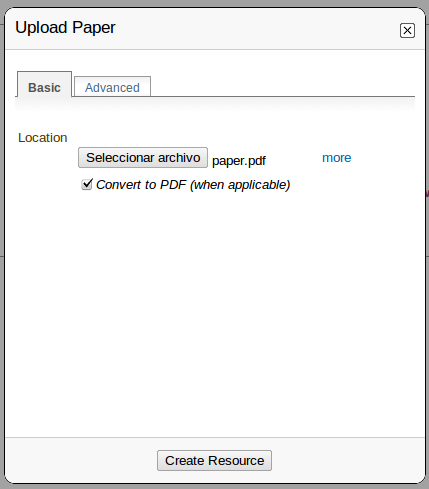 Upload Paper
Basic
Advanced
Location
Seleccionar archivo paper.pdf more
Convert to PDF (when applicable)
Create Resource